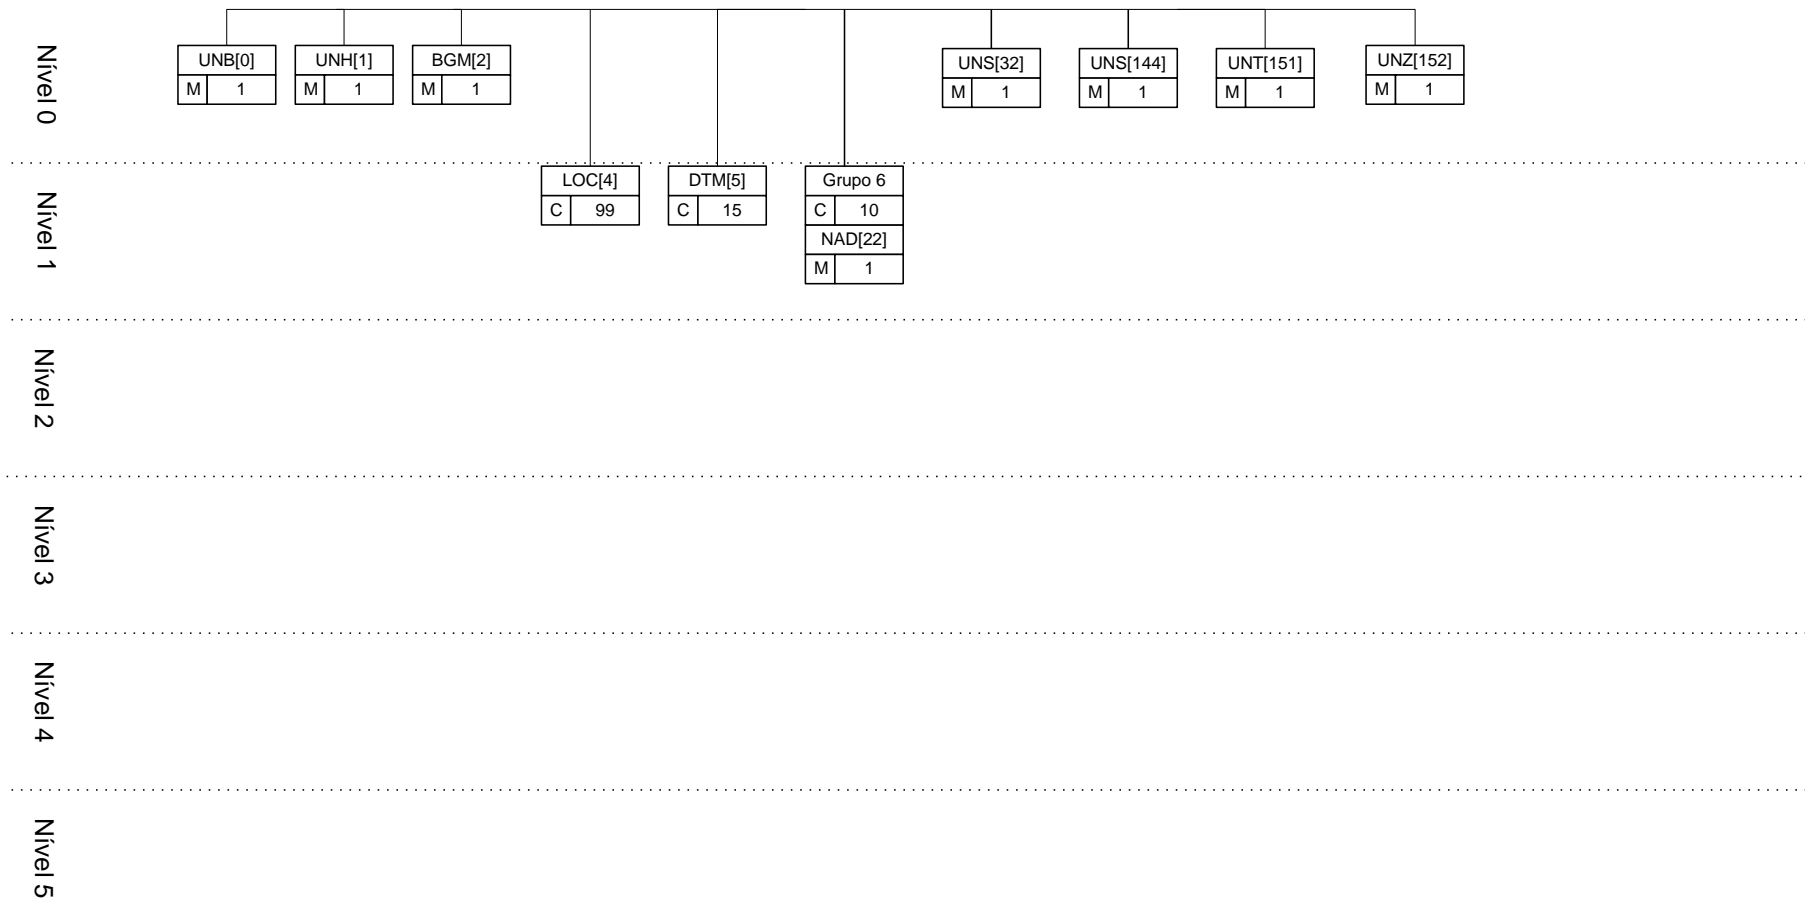 Nível 0
UNB[0]
M 1
UNH[1]
M 1
BGM[2]
M 1
UNS[32]
M 1
UNS[144]
M 1
UNT[151]
M 1
UNZ[152]
M 1
Nível 1
LOC[4]
C 99
DTM[5]
C 15
Grupo 6
C 10
NAD[22]
M 1
Nível 2
Nível 3
Nível 4
Nível 5